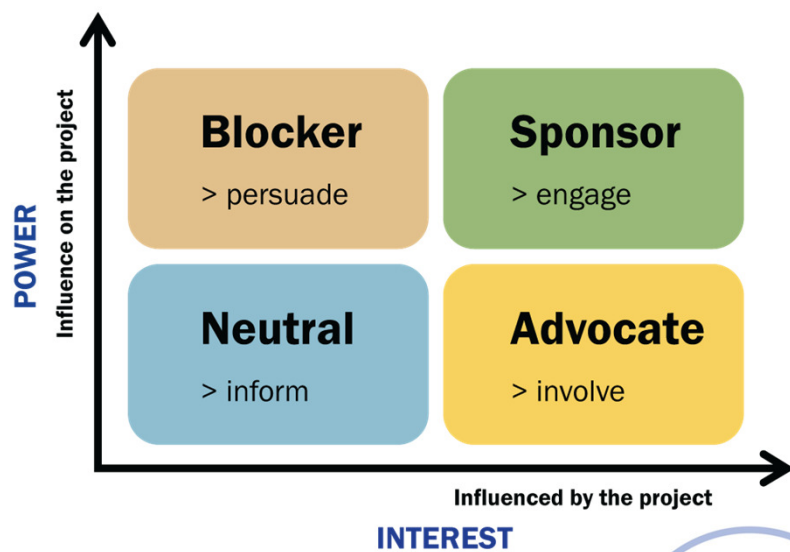 POWER
Influence on the project
Blocker
> persuade
Sponsor
> engage
Neutral
> inform
Advocate
> involve
Influenced by the project
INTEREST